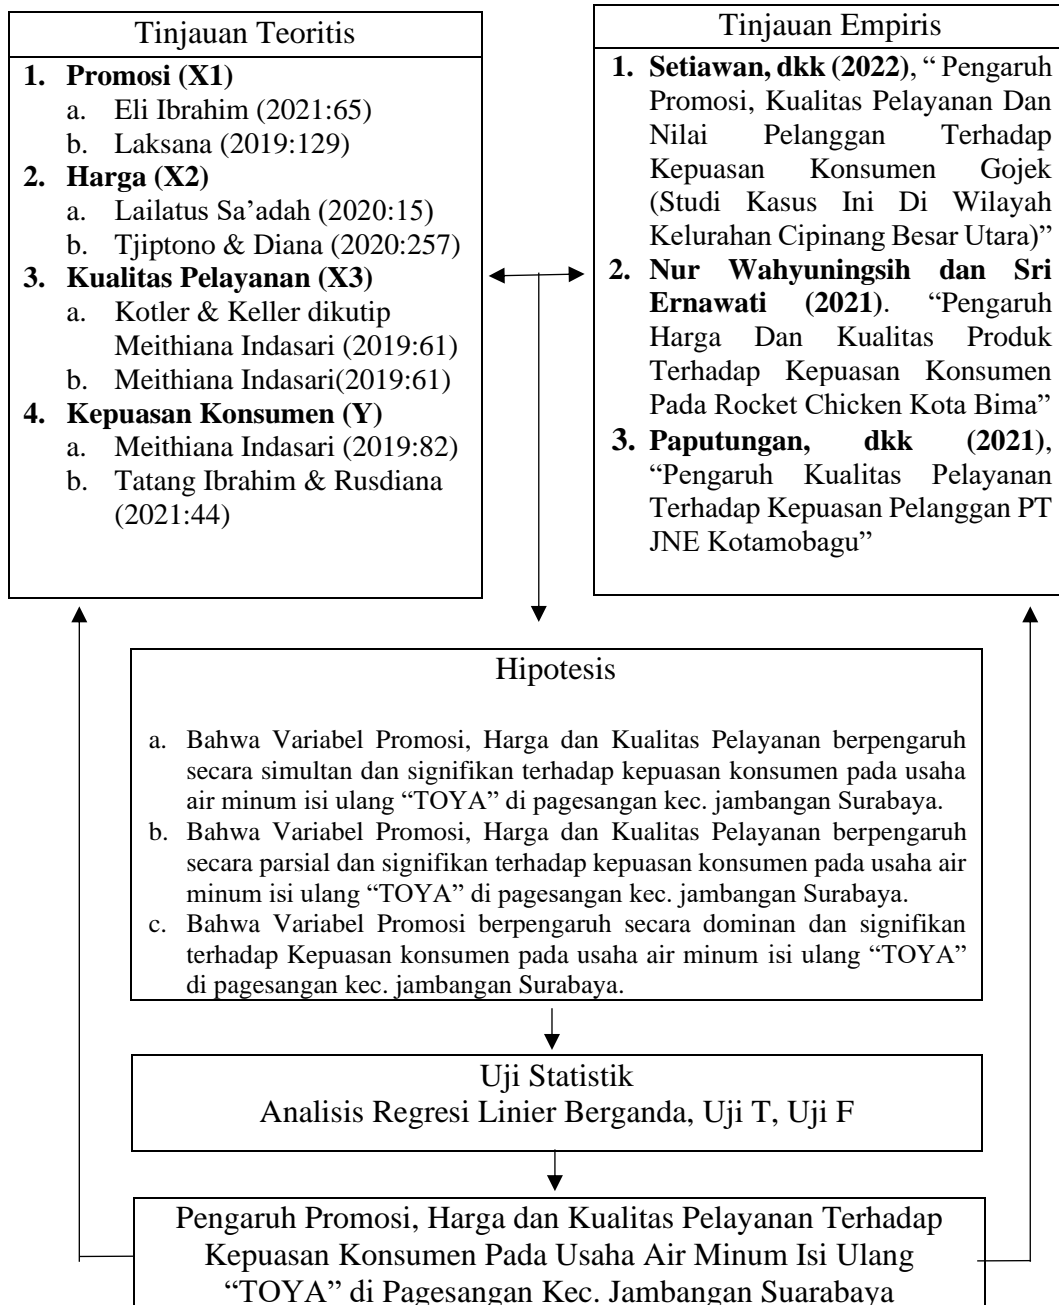 Tinjauan Teoritis
1. Promosi (X1)
a. Eli Ibrahim (2021:65)
b. Laksana (2019:129)
2. Harga (X2)
a. Lailatus Sa’adah (2020:15)
b. Tjiptono & Diana (2020:257)
3. Kualitas Pelayanan (X3)
a. Kotler & Keller dikutip
Meithiana Indasari (2019:61)
b. Meithiana Indasari(2019:61)
4. Kepuasan Konsumen (Y)
a. Meithiana Indasari (2019:82)
b. Tatang Ibrahim & Rusdiana
(2021:44)
Tinjauan Empiris
1. Setiawan, dkk (2022), “ Pengaruh
Promosi, Kualitas Pelayanan Dan
Nilai Pelanggan Terhadap
Kepuasan Konsumen Gojek
(Studi Kasus Ini Di Wilayah
Kelurahan Cipinang Besar Utara)”
2. Nur Wahyuningsih dan Sri
Ernawati (2021). “Pengaruh
Harga Dan Kualitas Produk
Terhadap Kepuasan Konsumen
Pada Rocket Chicken Kota Bima”
3. Paputungan, dkk (2021),
“Pengaruh Kualitas Pelayanan
Terhadap Kepuasan Pelanggan PT
JNE Kotamobagu”
Hipotesis
a. Bahwa Variabel Promosi, Harga dan Kualitas Pelayanan berpengaruh
secara simultan dan signifikan terhadap kepuasan konsumen pada usaha
air minum isi ulang “TOYA” di pagesangan kec. jambangan Surabaya.
b. Bahwa Variabel Promosi, Harga dan Kualitas Pelayanan berpengaruh
secara parsial dan signifikan terhadap kepuasan konsumen pada usaha air
minum isi ulang “TOYA” di pagesangan kec. jambangan Surabaya.
c. Bahwa Variabel Promosi berpengaruh secara dominan dan signifikan
terhadap Kepuasan konsumen pada usaha air minum isi ulang “TOYA”
di pagesangan kec. jambangan Surabaya.
Uji Statistik
Analisis Regresi Linier Berganda, Uji T, Uji F
Pengaruh Promosi, Harga dan Kualitas Pelayanan Terhadap
Kepuasan Konsumen Pada Usaha Air Minum Isi Ulang
“TOYA” di Pagesangan Kec. Jambangan Suarabaya